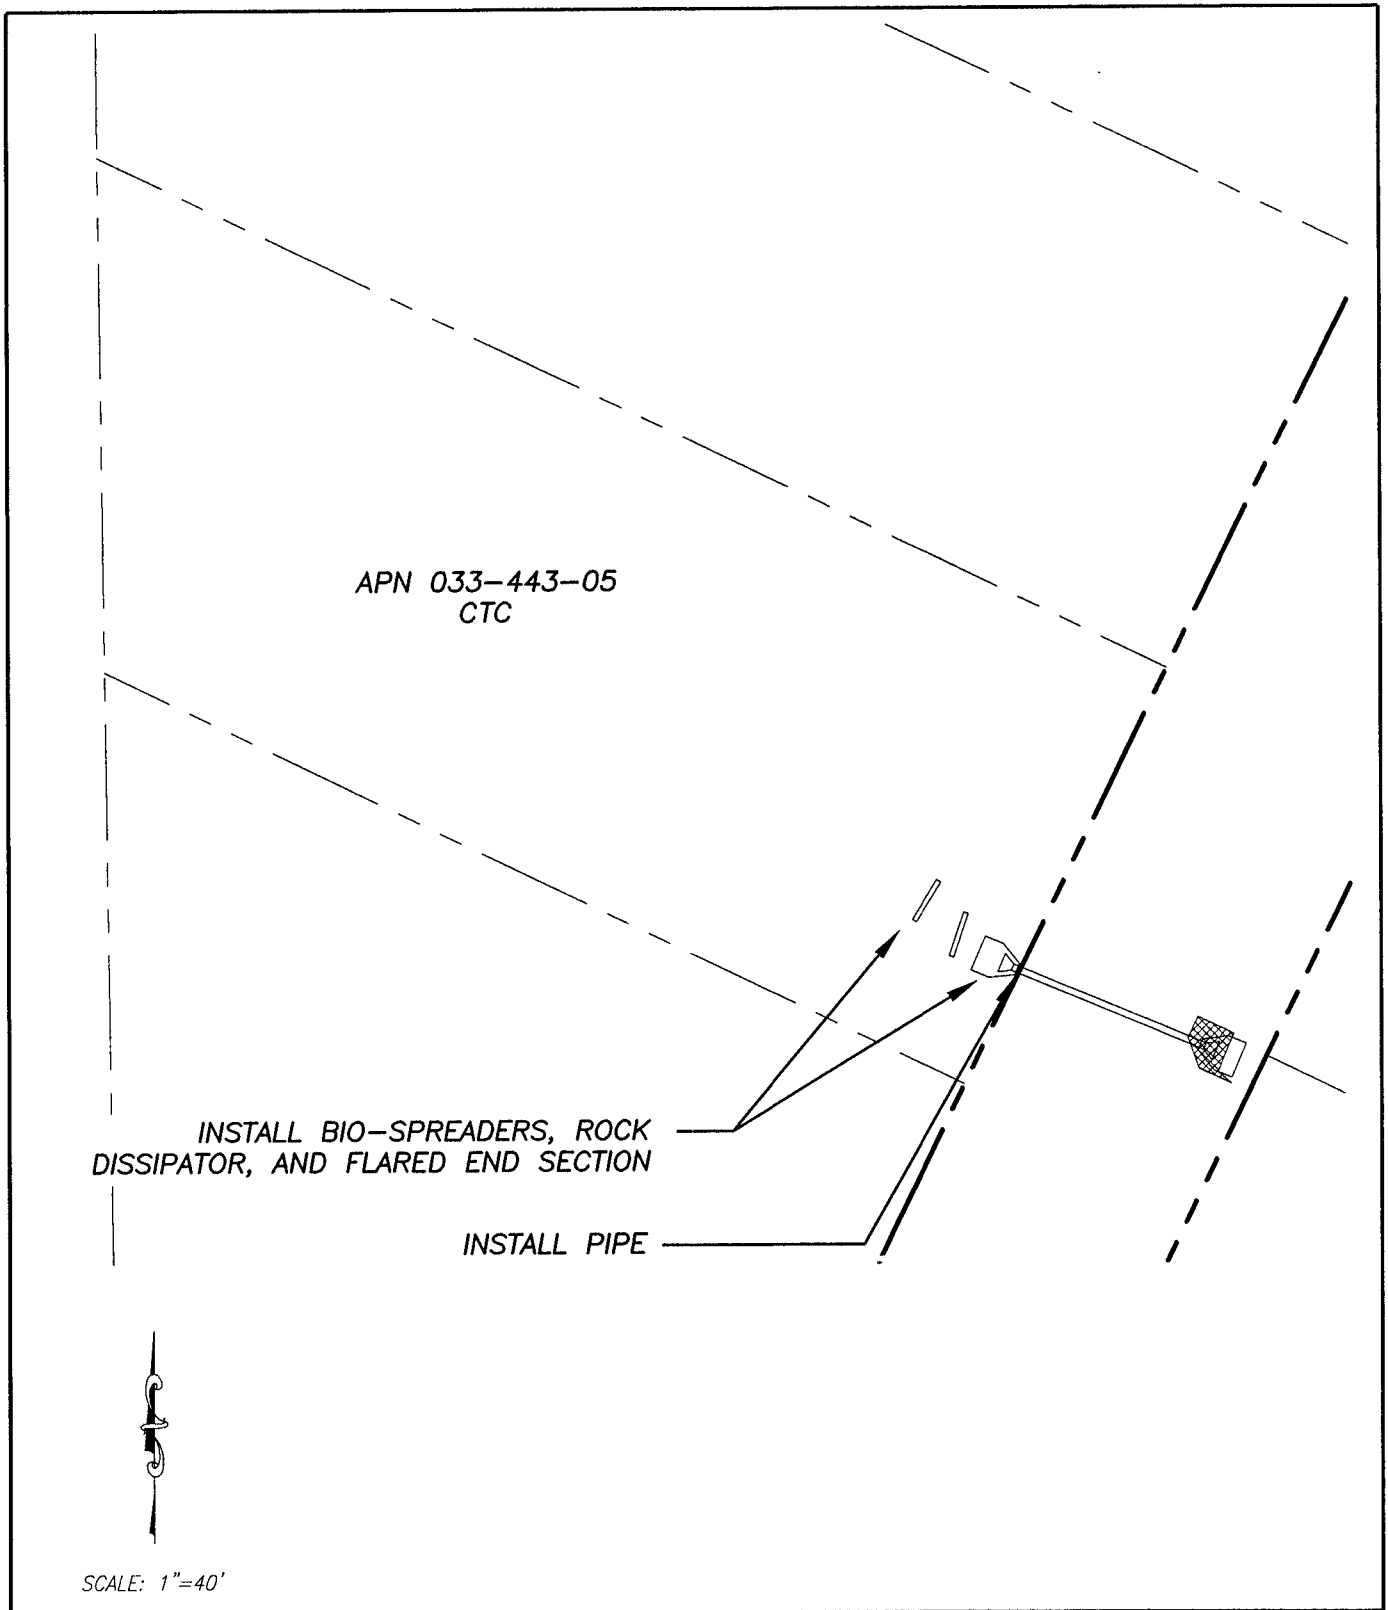 APN 033-443-05
CTC
INSTALL BIO-SPREADERS, ROCK
DISSIPATOR, AND FLARED END SECTION
INSTALL PIPE
SCALE: 1"=40'